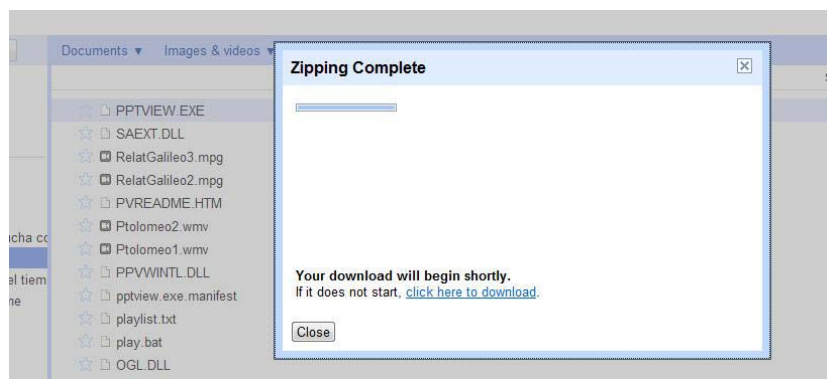 Documents ▼ Images & videos ▼
Zipping Complete
PPTVIEW.EXE
SAEXT.DLL
RelatGalileo3.mpg
RelatGalileo2.mpg
PVREADME.HTM
Ptolomeo2.wmv
Ptolomeo1.wmv
PPVWINTL.DLL
pptview.exe.manifest
playlist.txt
play.bat
OGL.DLL
el tiem
Your download will begin shortly.
If it does not start, click here to download.
Close